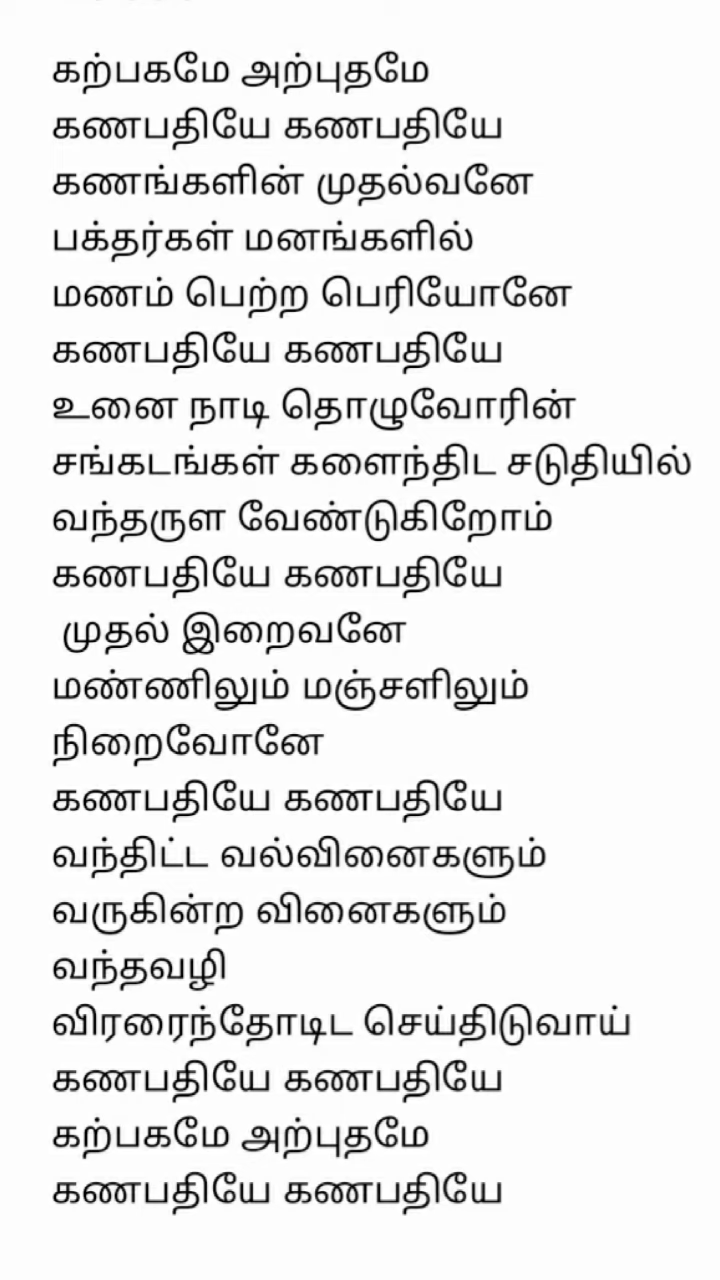 கற்பகமே அற்புதமே
கணபதியே கணபதியே
கணங்களின் முதல்வனே
பக்தர்கள் மனங்களில்
மணம் பெற்ற பெரியோனே
கணபதியே கணபதியே
உனை நாடி தொழுவோரின்
சங்கடங்கள் களைந்திட சடுதியில்
வந்தருள வேண்டுகிறோம்
கணபதியே கணபதியே
முதல் இறைவனே
மண்ணிலும் மஞ்சளிலும்
நிறைவோனே
கணபதியே கணபதியே
வந்திட்ட வல்வினைகளும்
வருகின்ற வினைகளும்
வந்தவழி
விரரைந்தோடிட செய்திடுவாய்
கணபதியே கணபதியே
கற்பகமே அற்புதமே
கணபதியே கணபதியே